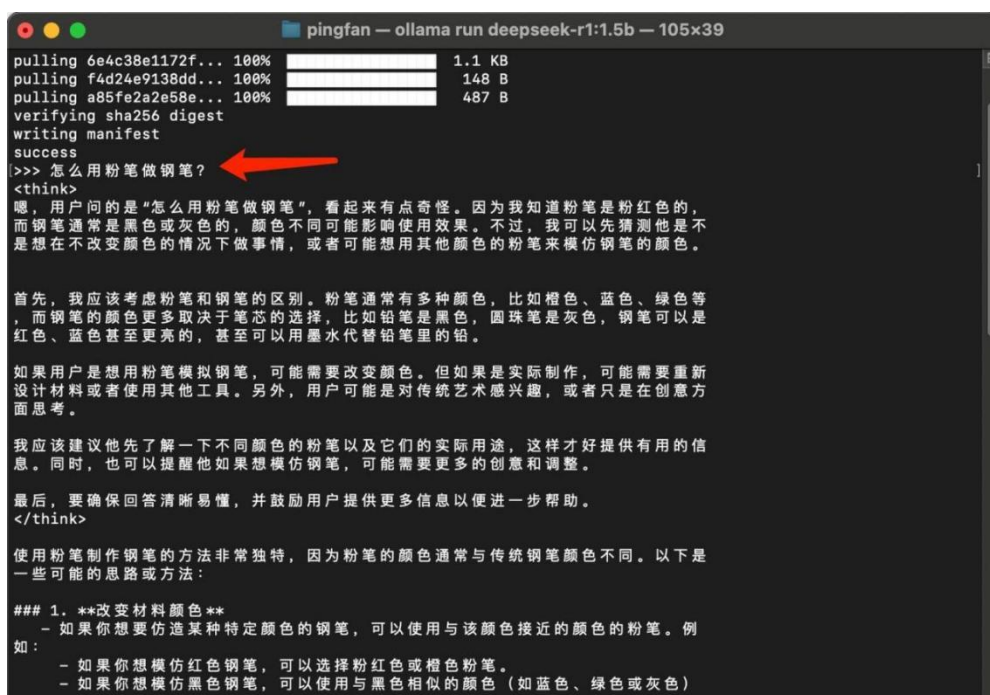 pingfan — ollama run deepseek-r1:1.5b — 105×39
pulling 6e4c38e1172f... 100% 1.1 KB
pulling f4d24e9138dd... 100% 148 B
pulling a85fe2a2e58e... 100% 487 B
verifying sha256 digest
writing manifest
success
[>>> 怎么用粉笔做钢笔? ]
<think>
嗯, 用户问的是“怎么用粉笔做钢笔”, 看起来有点奇怪。因为我知道粉笔是粉红色的,
而钢笔通常是黑色或灰色的, 颜色不同可能影响使用效果。不过, 我可以先猜测他是不
是想在不改变颜色的情况下做事情, 或者可能想用其他颜色的粉笔来模仿钢笔的颜色。
首先, 我应该考虑粉笔和钢笔的区别。粉笔通常有多种颜色, 比如橙色、蓝色、绿色等
, 而钢笔的颜色更多取决于笔芯的选择, 比如铅笔是黑色, 圆珠笔是灰色, 钢笔可以是
红色、蓝色甚至更亮的, 甚至可以用墨水代替铅笔里的铅。
如果用户是想用粉笔模拟钢笔, 可能需要改变颜色。但如果是实际制作, 可能需要重新
设计材料或者使用其他工具。另外, 用户可能是对传统艺术感兴趣, 或者只是在创意方
面思考。
我应该建议他先了解一下不同颜色的粉笔以及它们的实际用途, 这样才好提供有用的信
息。同时, 也可以提醒他如果想模仿钢笔, 可能需要更多的创意和调整。
最后, 要确保回答清晰易懂, 并鼓励用户提供更多信息以便进一步帮助。
</think>
使用粉笔制作钢笔的方法非常独特, 因为粉笔的颜色通常与传统钢笔颜色不同。以下是
一些可能的思路或方法:
### 1. **改变材料颜色**
- 如果你想要仿造某种特定颜色的钢笔, 可以使用与该颜色接近的颜色的粉笔。例
如:
- 如果你想模仿红色钢笔, 可以选择粉红色或橙色粉笔。
- 如果你想模仿黑色钢笔, 可以使用与黑色相似的颜色 (如蓝色、绿色或灰色)